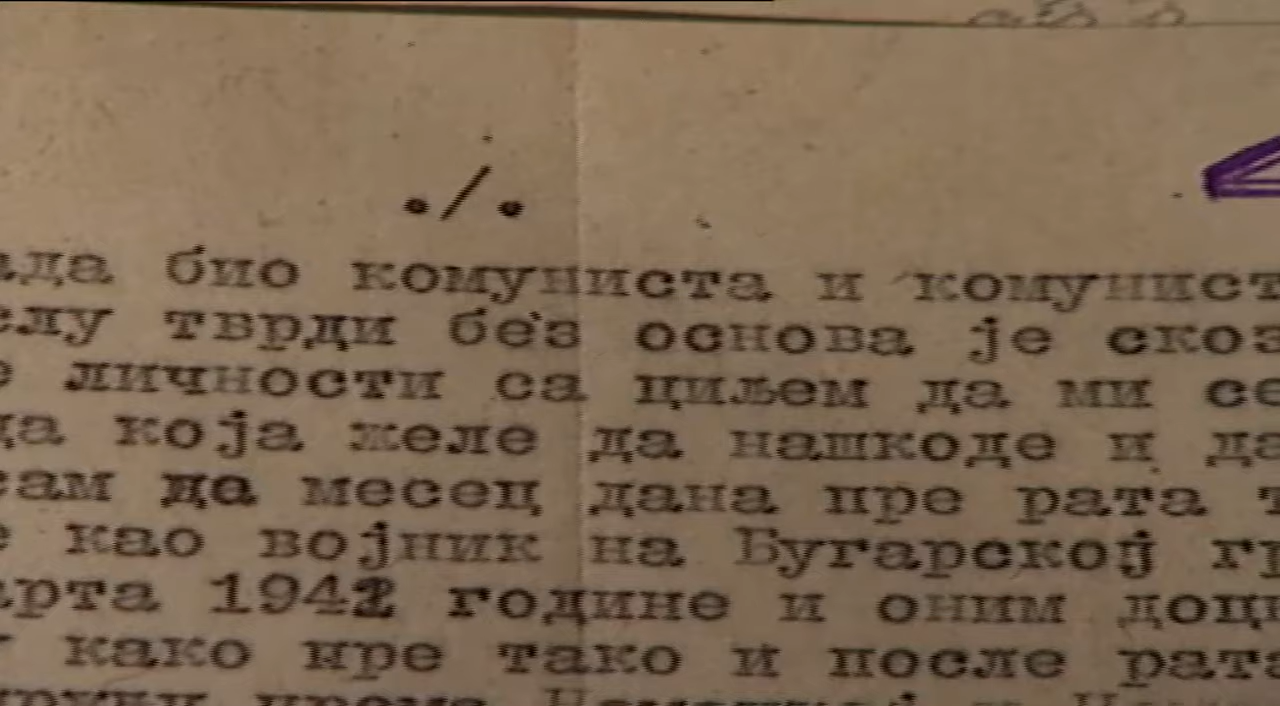 ./.
ада био комуниста и комунист
слу тврди без основа је скоз
е личности са циљем да ми се
да која желе да нашкоде и да
сам да месец дана пре рата т
е као војник на Бугарској гр
арта 1942 године и оним доц
како пре тако и после рата